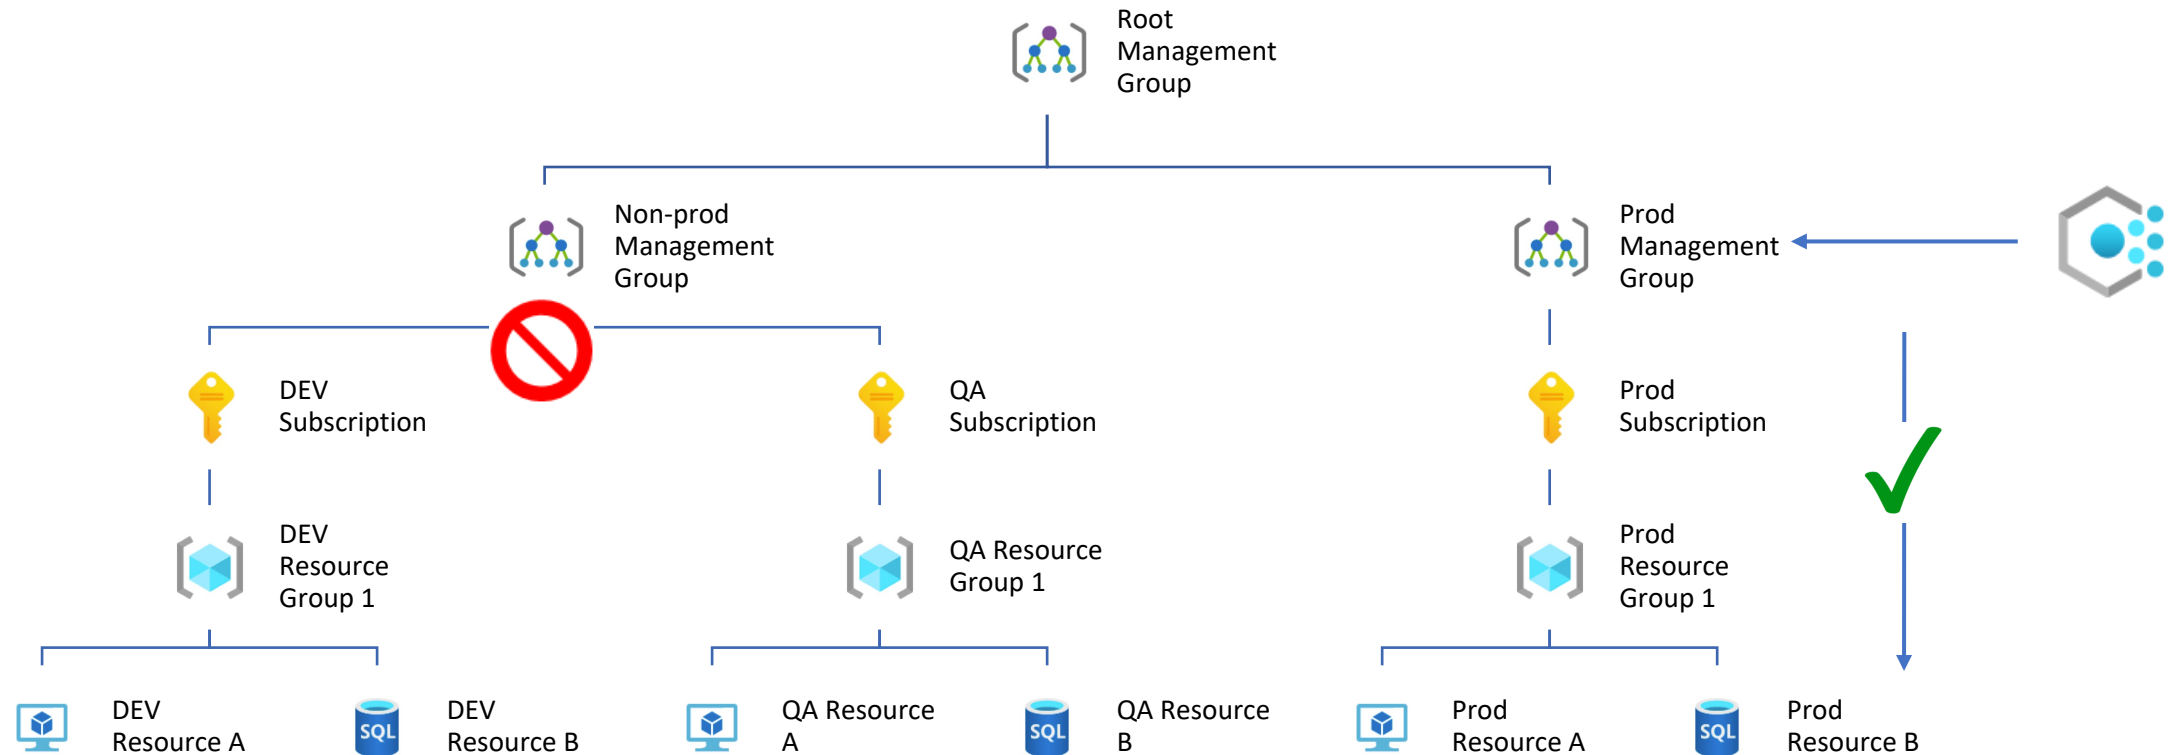 Root
Management
Group
Non-prod
Management
Group
Prod
Management
Group
DEV
Subscription
QA
Subscription
Prod
Subscription
DEV
Resource
Group 1
QA Resource
Group 1
Prod
Resource
Group 1
DEV
Resource A
SQL
DEV
Resource B
QA Resource
A
SQL
QA Resource
B
Prod
Resource A
SQL
Prod
Resource B